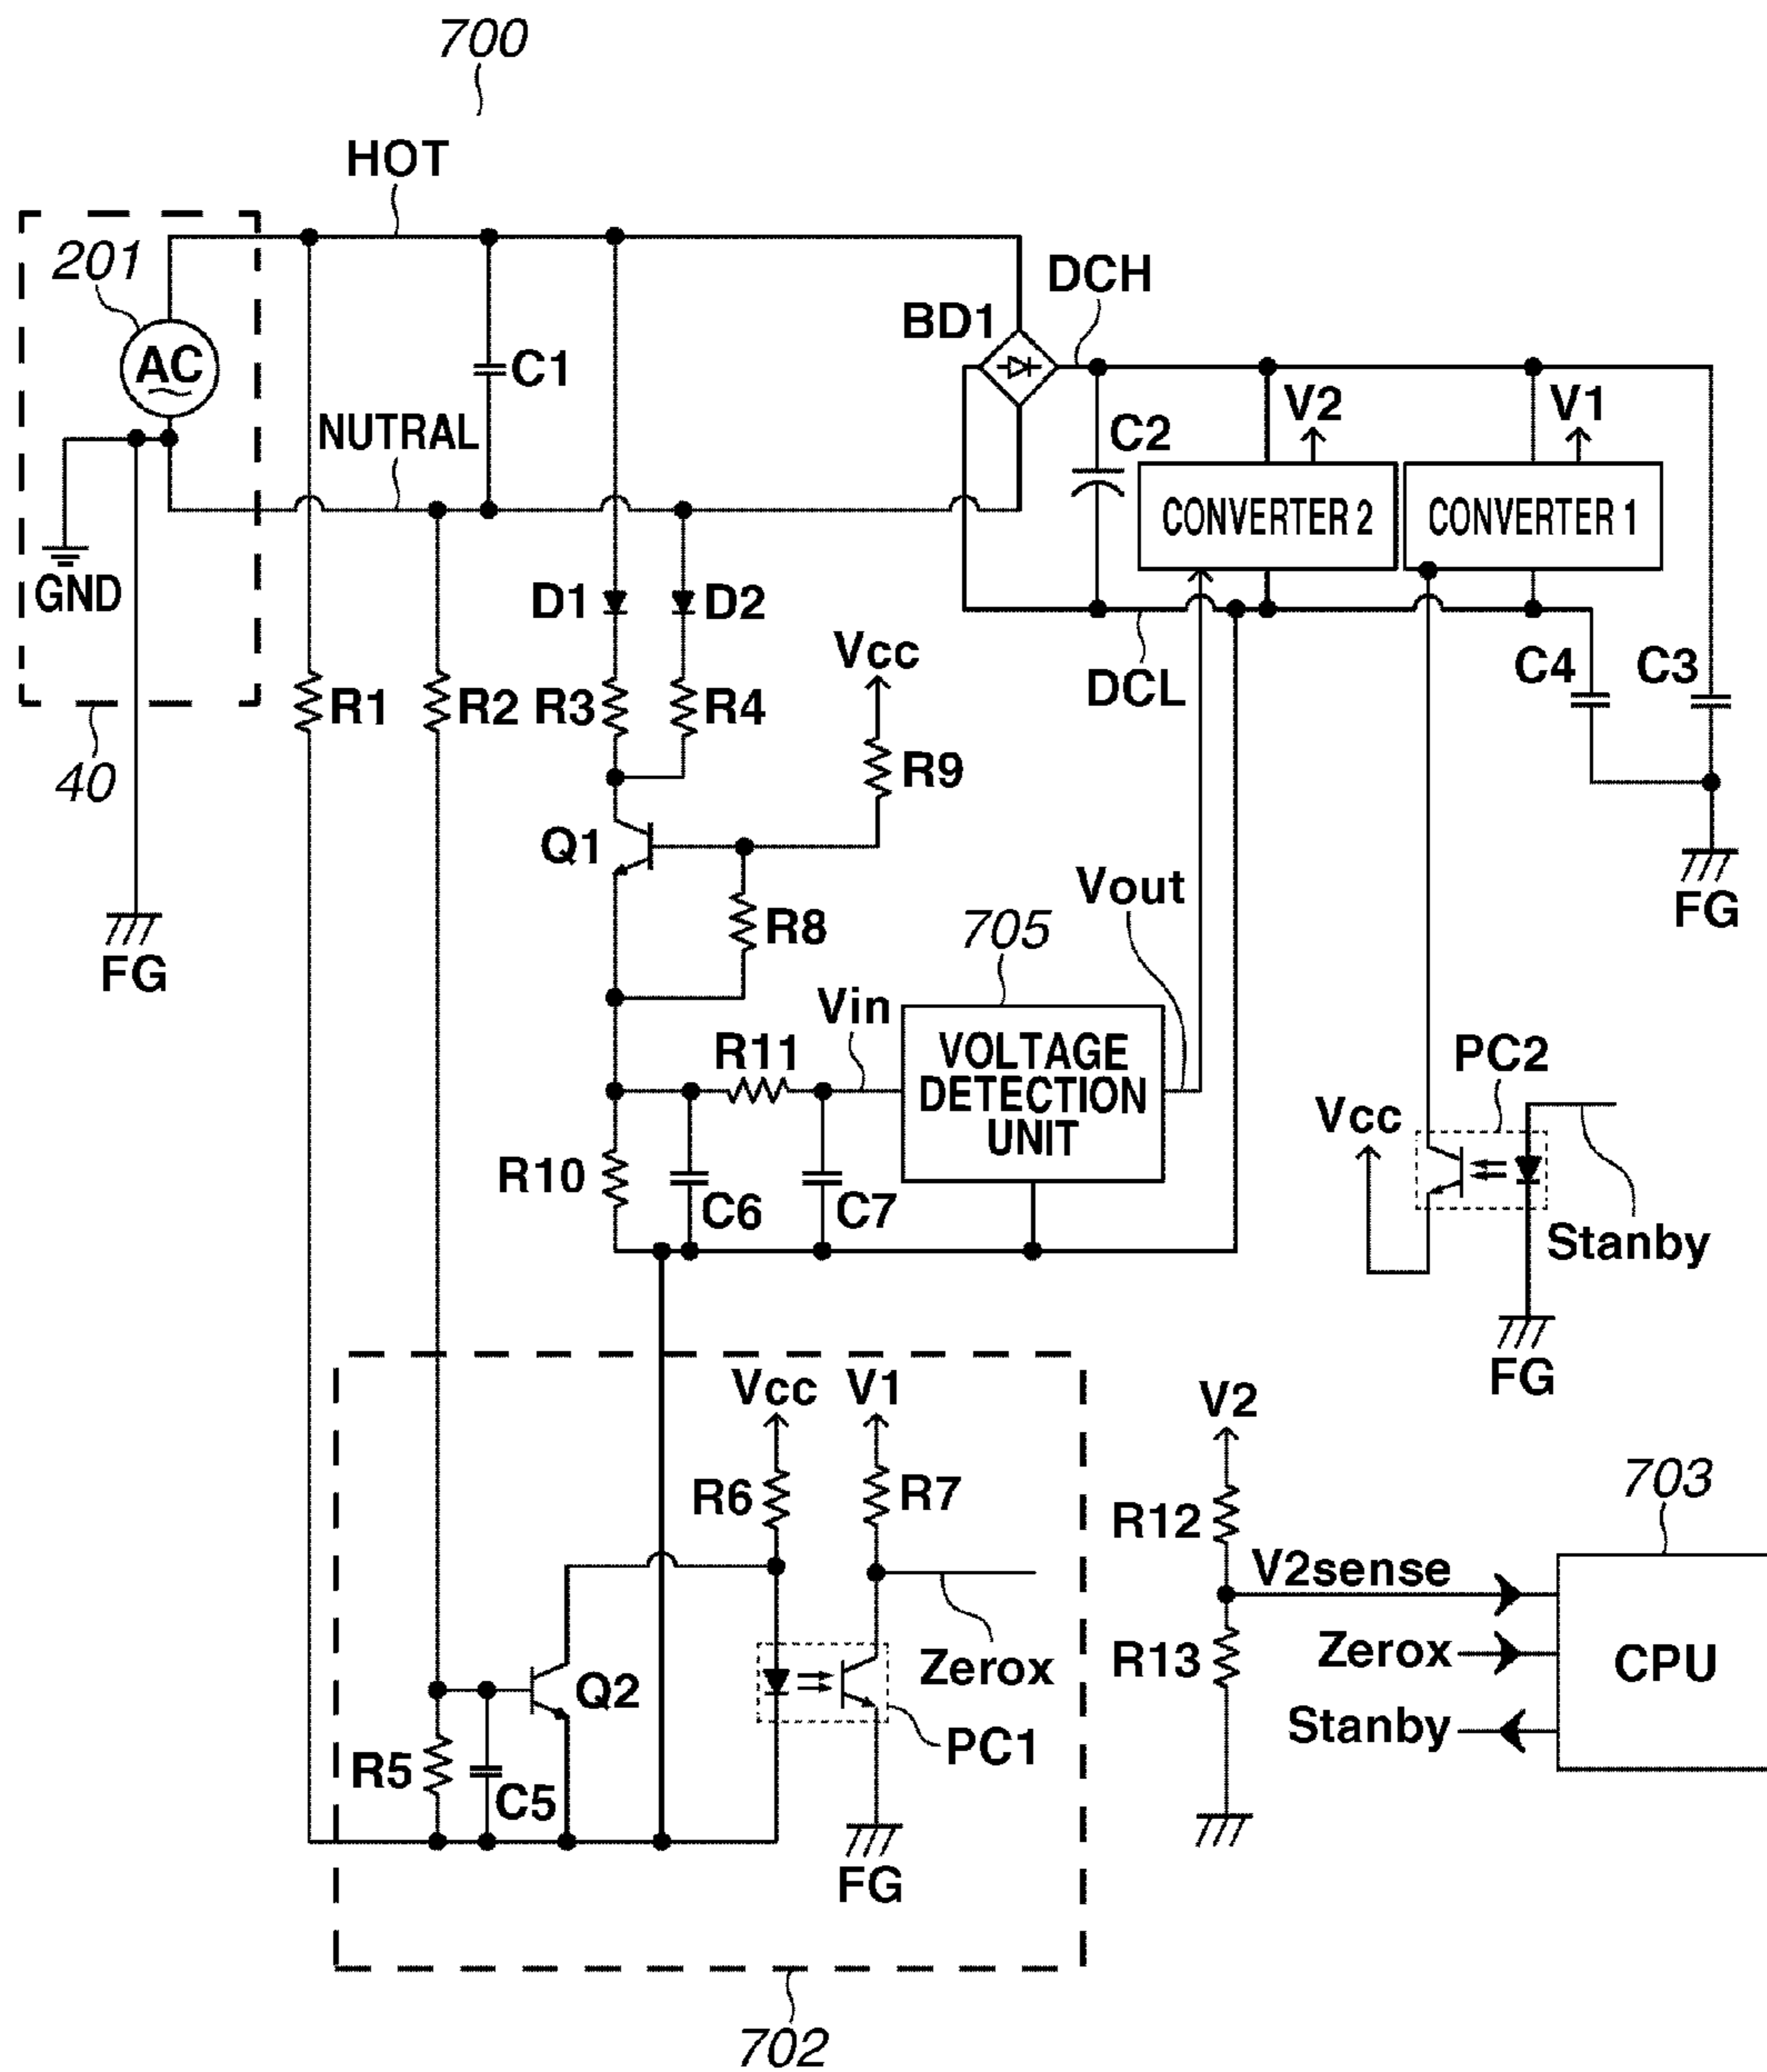 700
HOT
201
AC
GND
40
FG
NUTRAL
C1
BD1
DCH
C2
V2
V1
CONVERTER 2
CONVERTER 1
DCL
C4
C3
FG
D1
D2
R1
R2
R3
R4
Vcc
R9
Q1
R8
Vout
705
Vin
R11
VOLTAGE
DETECTION
UNIT
R10
C6
C7
PC2
Vcc
Stanby
FG
Vcc
V1
R6
R7
Zerox
Q2
PC1
R5
C5
FG
702
V2
R12
V2sense
R13
703
Zerox
CPU
Stanby